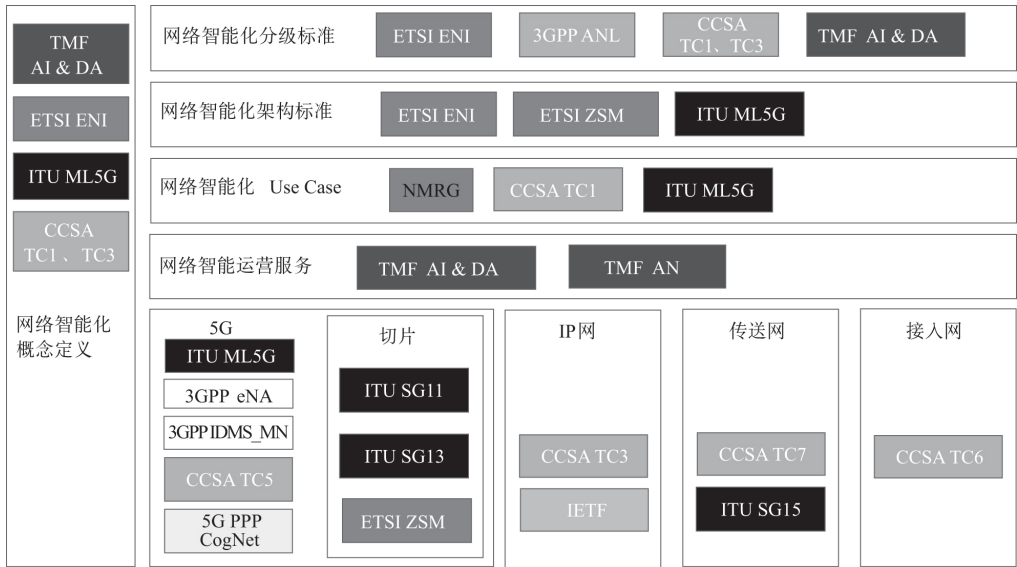 TMF
AI & DA
ETSI ENI
ITU ML5G
CCSA
TC1、TC3
网络智能化
概念定义
网络智能化分级标准
ETSI ENI
3GPP ANL
CCSA
TC1、TC3
TMF AI & DA
网络智能化架构标准
ETSI ENI
ETSI ZSM
ITU ML5G
网络智能化 Use Case
NMRG
CCSA TC1
ITU ML5G
网络智能运营服务
TMF AI & DA
TMF AN
5G
ITU ML5G
3GPP eNA
3GPP IDMS_MN
CCSA TC5
5G PPP
CogNet
切片
ITU SG11
ITU SG13
ETSI ZSM
IP网
CCSA TC3
IETF
传送网
CCSA TC7
ITU SG15
接入网
CCSA TC6